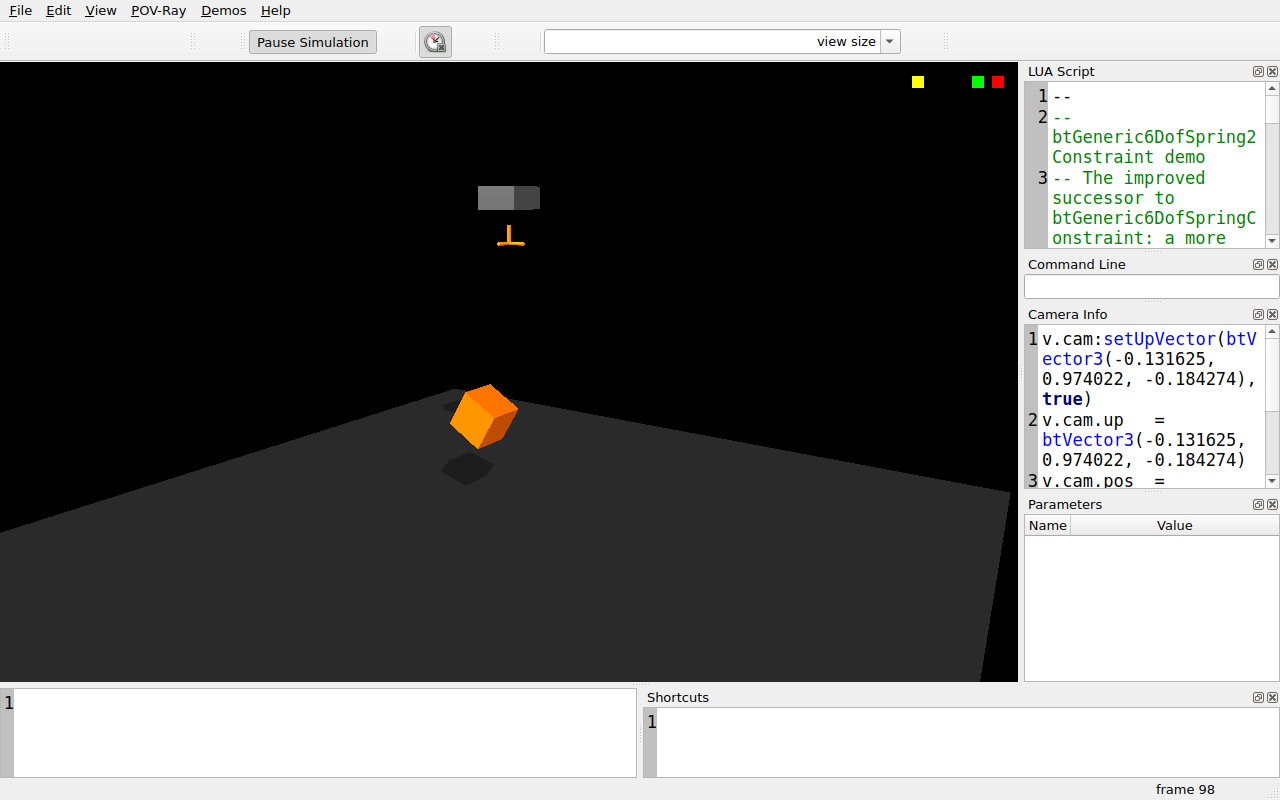 File Edit View POV-Ray Demos Help
Pause Simulation
view size
LUA Script
1 --
2 --
btGeneric6DofSpring2
Constraint demo
3 -- The improved
successor to
btGeneric6DofSpringC
onstraint: a more
Command Line
Camera Info
1 v.cam:setUpVector(btV
ector3(-0.131625,
0.974022, -0.184274),
true)
2 v.cam.up   =
btVector3(-0.131625,
0.974022, -0.184274)
3 v.cam.pos  =
Parameters
Name Value
1
Shortcuts
1
frame 98